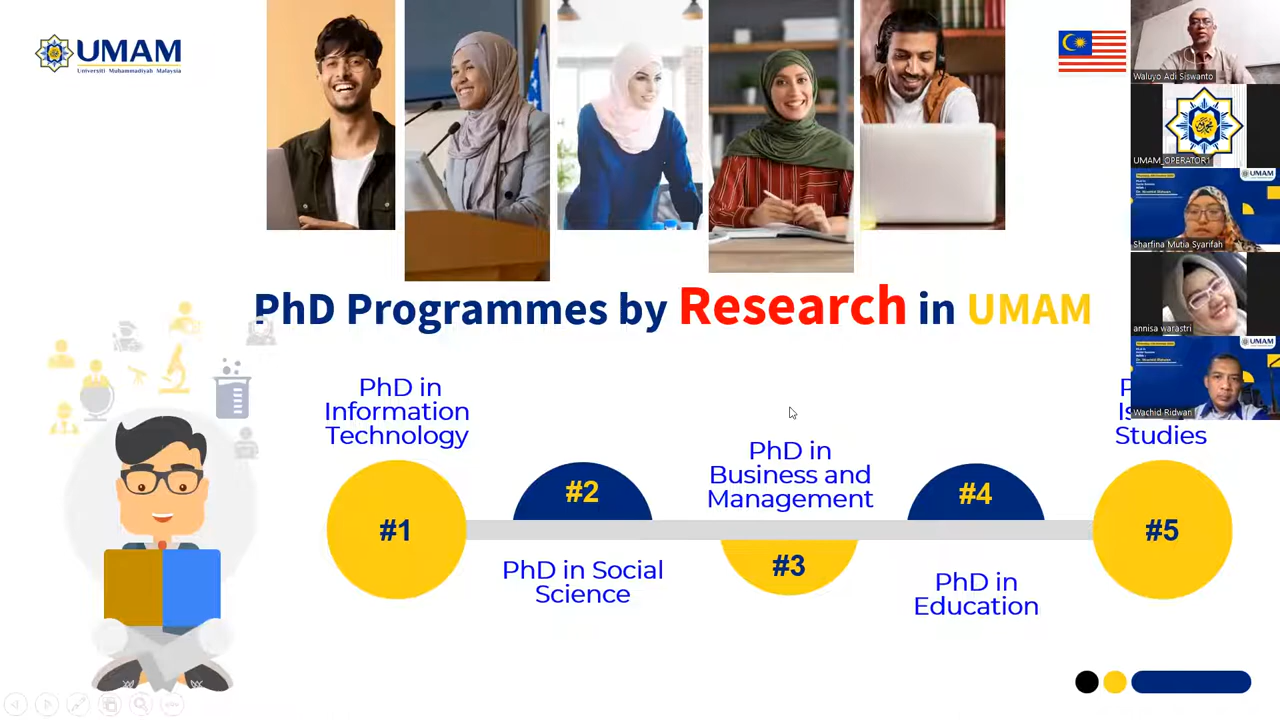 UMAM
Universiti Muhammadiyah Malaysia
Waluyo Adi Siswanto
UMAM_OPERATOR1
UMAM
Sharfina Mutia Syarifah
annisa warastri
UMAM
Wachid Ridwan
PhD Programmes by Research in UMAM
PhD in
Information
Technology
#1
#2
PhD in Social
Science
PhD in
Business and
Management
#3
#4
PhD in
Education
Studies
#5